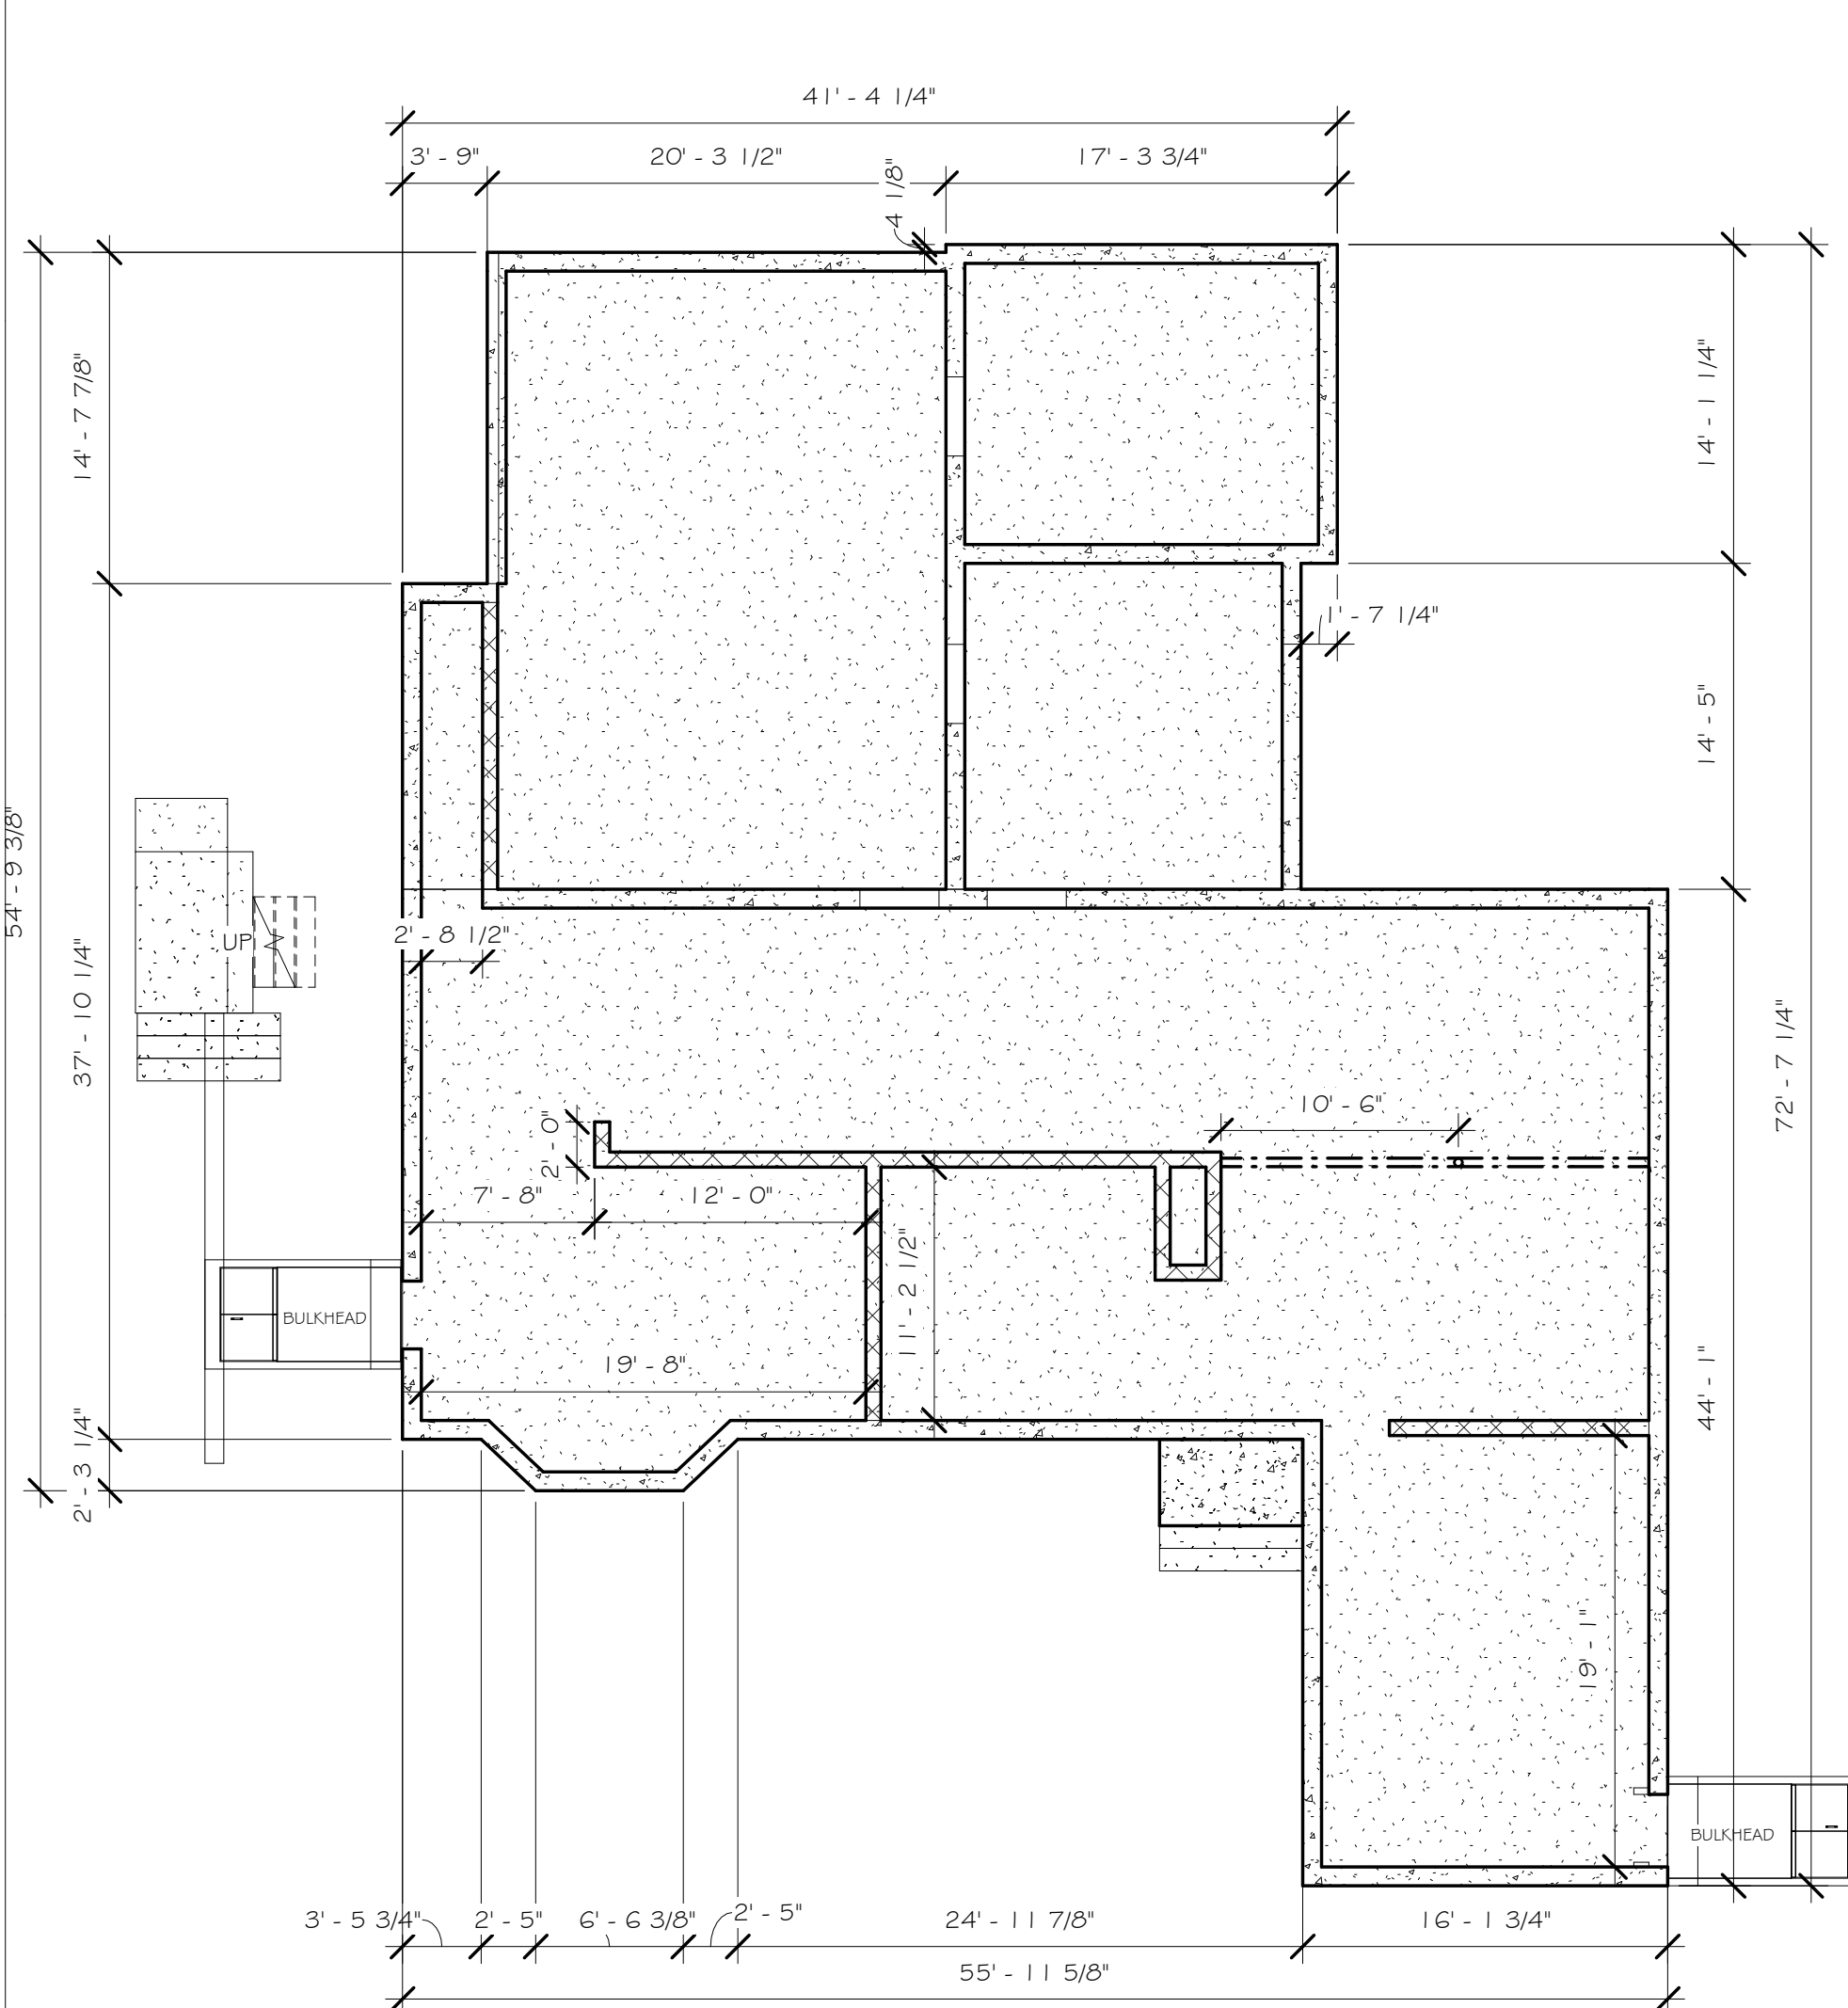 41' - 4 1/4"
3' - 9"
20' - 3 1/2"
17' - 3 3/4"
4 1/8"
14' - 7 7/8"
14' - 1 1/4"
1' - 7 1/4"
14' - 5"
54' - 9 3/8"
UP
2' - 8 1/2"
37' - 10 1/4"
72' - 7 1/4"
10' - 6"
2' - 0"
7' - 8"
12' - 0"
11' - 2 1/2"
BULKHEAD
19' - 8"
44' - 1"
2' - 3 1/4"
19' - 1"
BULKHEAD
3' - 5 3/4"
2' - 5"
6' - 6 3/8"
2' - 5"
24' - 11 7/8"
16' - 1 3/4"
55' - 11 5/8"